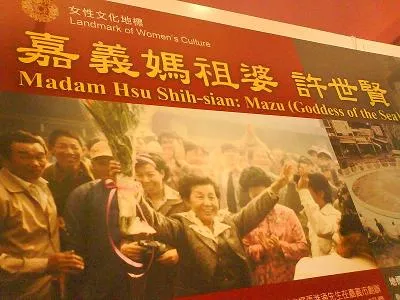 女性文化地標
Landmark of Women's Culture
嘉義媽祖婆 許世賢
Madam Hsu Shih-sian: Mazu (Goddess of the Sea